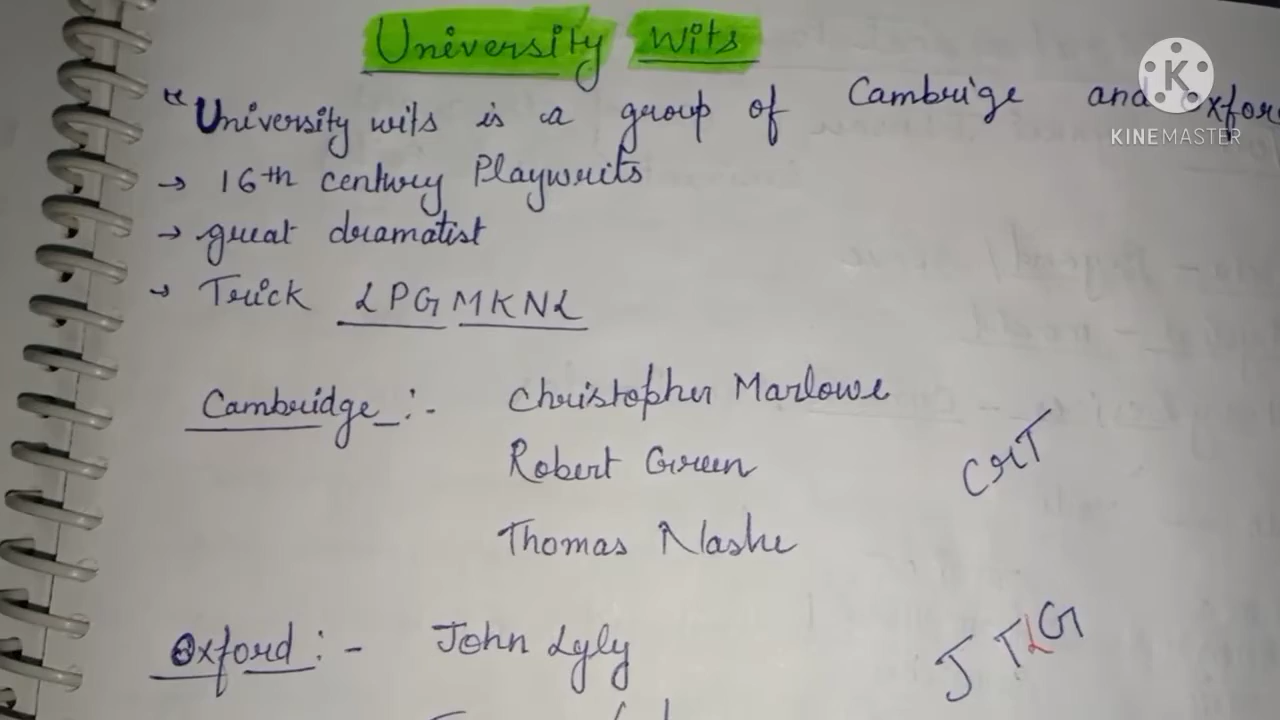 University Wits
"University wits is a group of Cambrige and oxfor
→ 16th century Playwrits
→ great dramatist
→ Trick LPGMKNL
Cambridge :- Christopher Marlowe
Robert Green
Thomas Nashe
CRT
Oxford :- John Lyly
JTLG
K
KINEMASTER